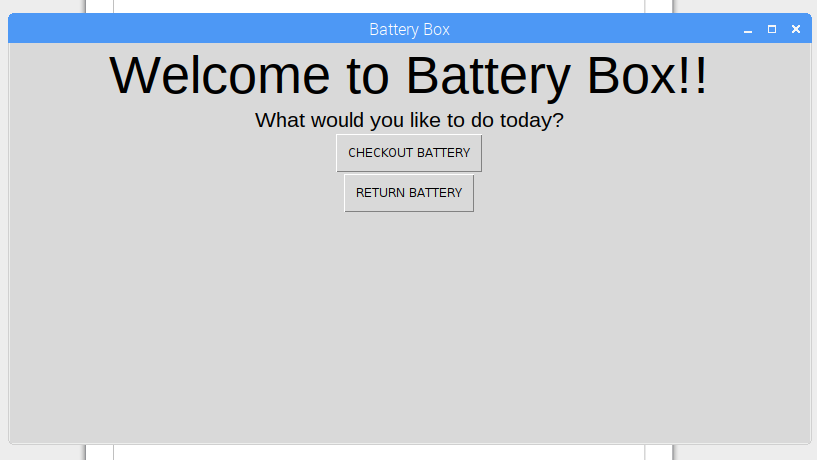 Battery Box
Welcome to Battery Box!!
What would you like to do today?
CHECKOUT BATTERY
RETURN BATTERY